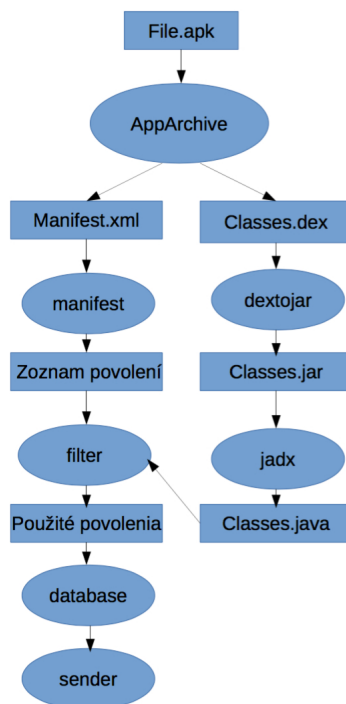 File.apk
AppArchive
Manifest.xml
Classes.dex
manifest
dextojar
Zoznam povolení
Classes.jar
filter
jadx
Použité povolenia
Classes.java
database
sender